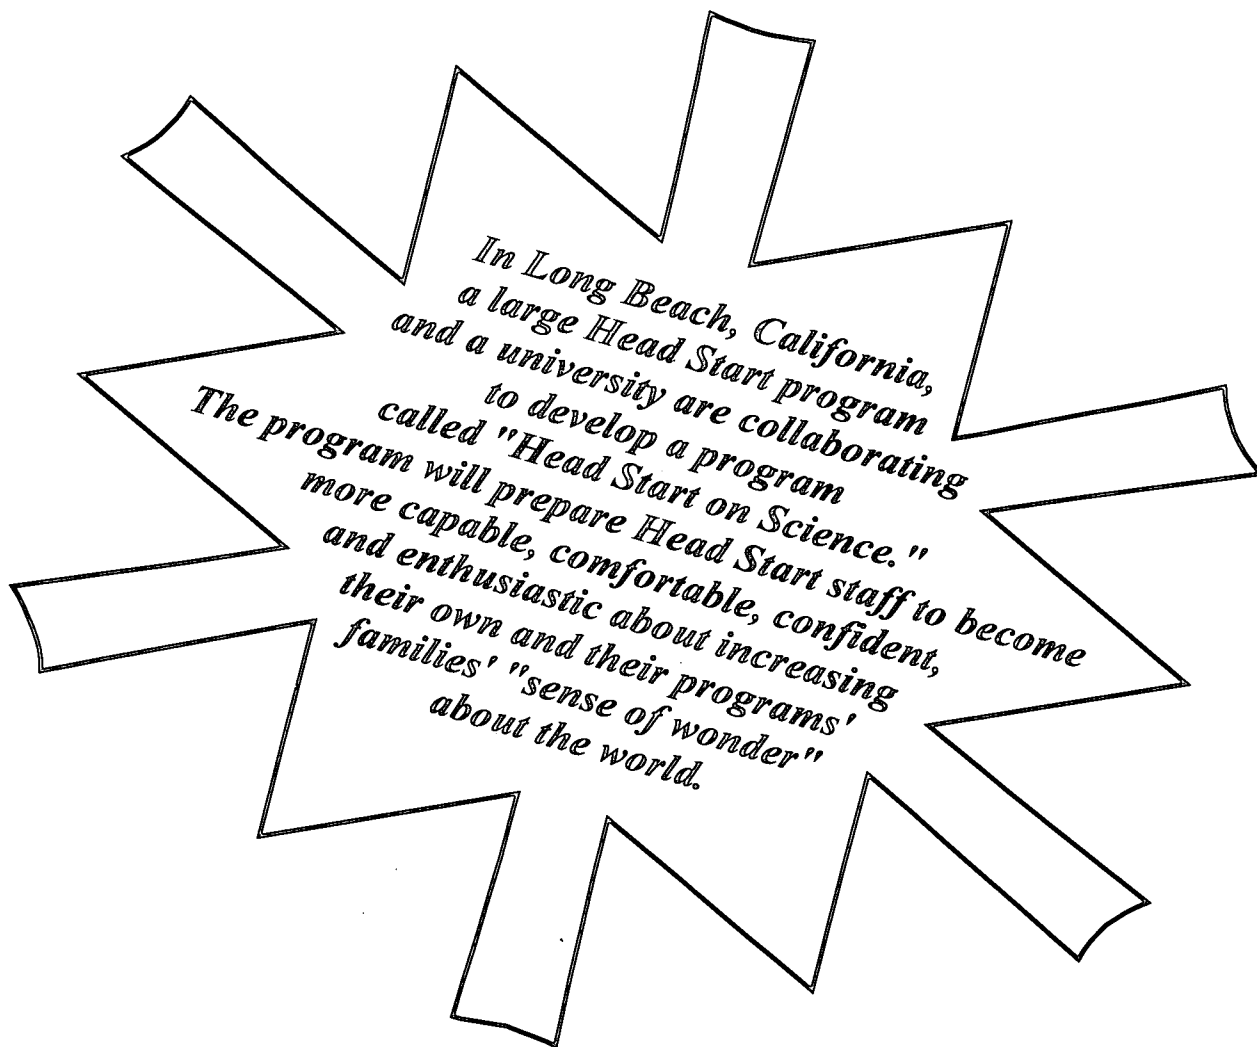 In Long Beach, California,
a large Head Start program
and a university are collaborating
to develop a program
called "Head Start on Science."
The program will prepare Head Start staff to become
more capable, comfortable, confident,
and enthusiastic about increasing
their own and their programs'
families' "sense of wonder"
about the world.